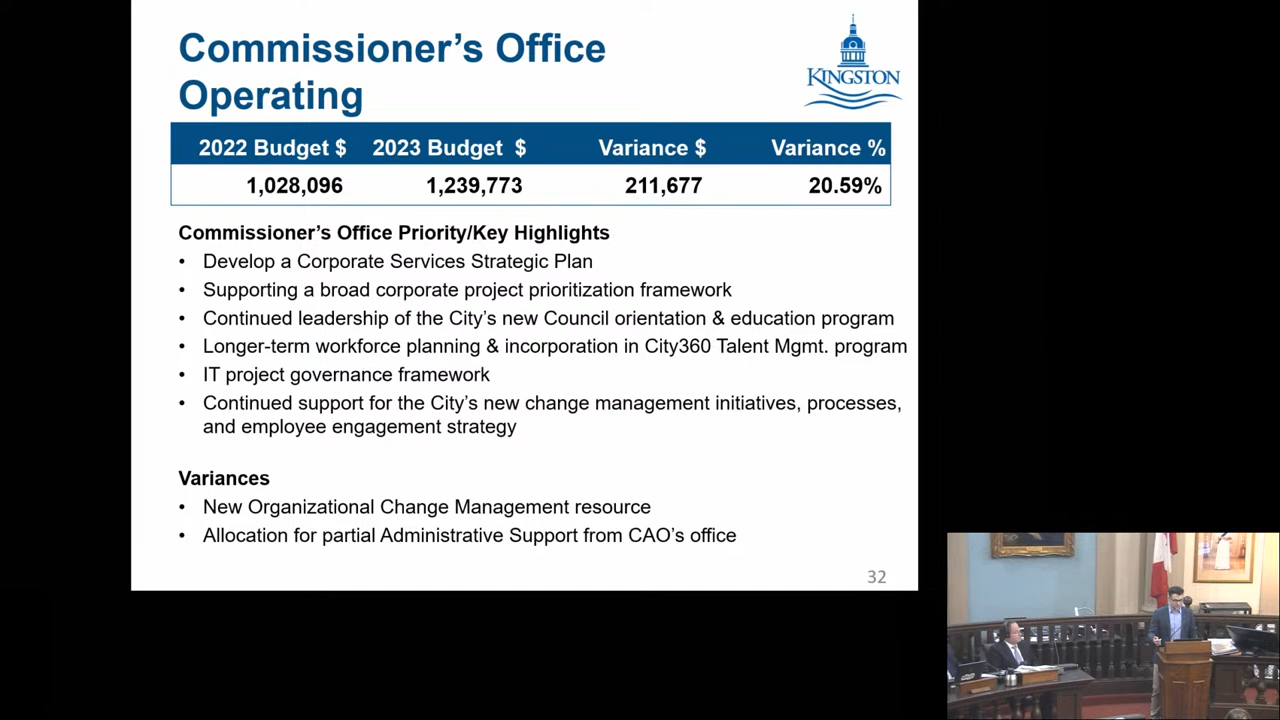 Commissioner's Office
Operating
KINGSTON
2022 Budget $ 2023 Budget $ Variance $ Variance %
1,028,096 1,239,773 211,677 20.59%
Commissioner's Office Priority/Key Highlights
• Develop a Corporate Services Strategic Plan
• Supporting a broad corporate project prioritization framework
• Continued leadership of the City's new Council orientation & education program
• Longer-term workforce planning & incorporation in City360 Talent Mgmt. program
• IT project governance framework
• Continued support for the City's new change management initiatives, processes,
and employee engagement strategy
Variances
• New Organizational Change Management resource
• Allocation for partial Administrative Support from CAO's office
32